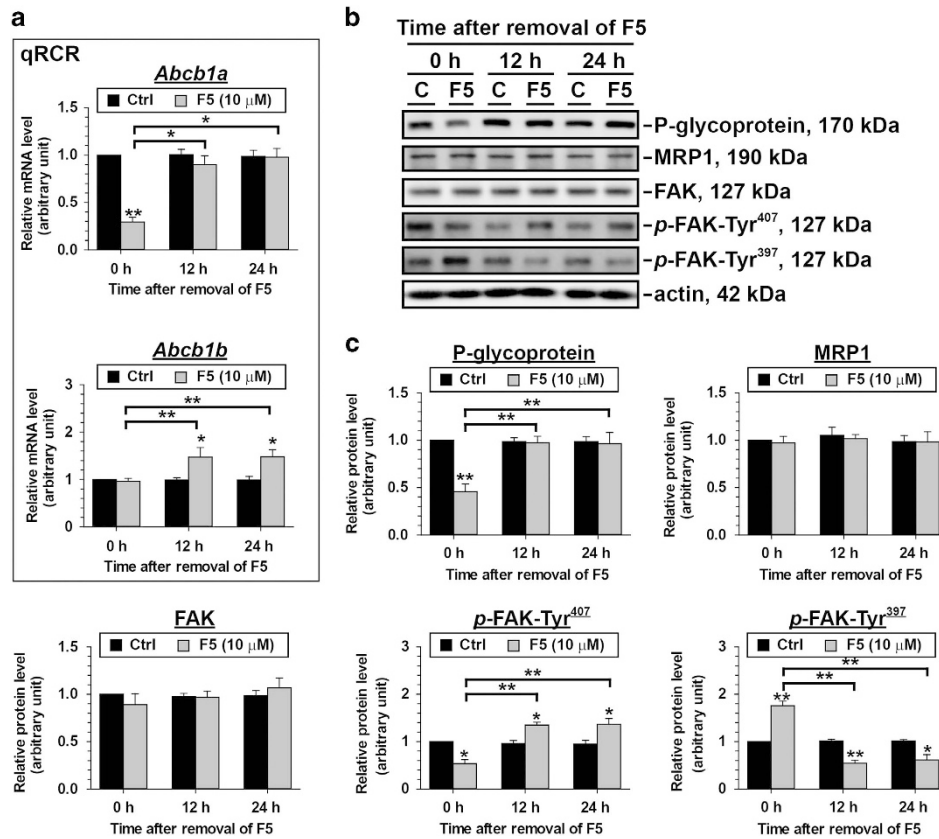 a
qRCR
Abcb1a
Ctrl F5 (10 μM)
Relative mRNA level
(arbitrary unit)
1.5
1.0
0.5
0.0
*
*
**
0 h 12 h 24 h
Time after removal of F5
Abcb1b
Ctrl F5 (10 μM)
Relative mRNA level
(arbitrary unit)
3
2
1
0
**
**
* *
0 h 12 h 24 h
Time after removal of F5
b
Time after removal of F5
0 h 12 h 24 h
C F5 C F5 C F5
-P-glycoprotein, 170 kDa
-MRP1, 190 kDa
-FAK, 127 kDa
-p-FAK-Tyr407, 127 kDa
-p-FAK-Tyr397, 127 kDa
-actin, 42 kDa
c
P-glycoprotein
Ctrl F5 (10 μM)
Relative protein level
(arbitrary unit)
1.5
1.0
0.5
0.0
**
**
**
0 h 12 h 24 h
Time after removal of F5
MRP1
Ctrl F5 (10 μM)
Relative protein level
(arbitrary unit)
1.5
1.0
0.5
0.0
0 h 12 h 24 h
Time after removal of F5
FAK
Ctrl F5 (10 μM)
Relative protein level
(arbitrary unit)
1.5
1.0
0.5
0.0
0 h 12 h 24 h
Time after removal of F5
p-FAK-Tyr407
Ctrl F5 (10 μM)
Relative protein level
(arbitrary unit)
3
2
1
0
**
**
* * *
0 h 12 h 24 h
Time after removal of F5
p-FAK-Tyr397
Ctrl F5 (10 μM)
Relative protein level
(arbitrary unit)
3
2
1
0
**
**
** ** *
0 h 12 h 24 h
Time after removal of F5